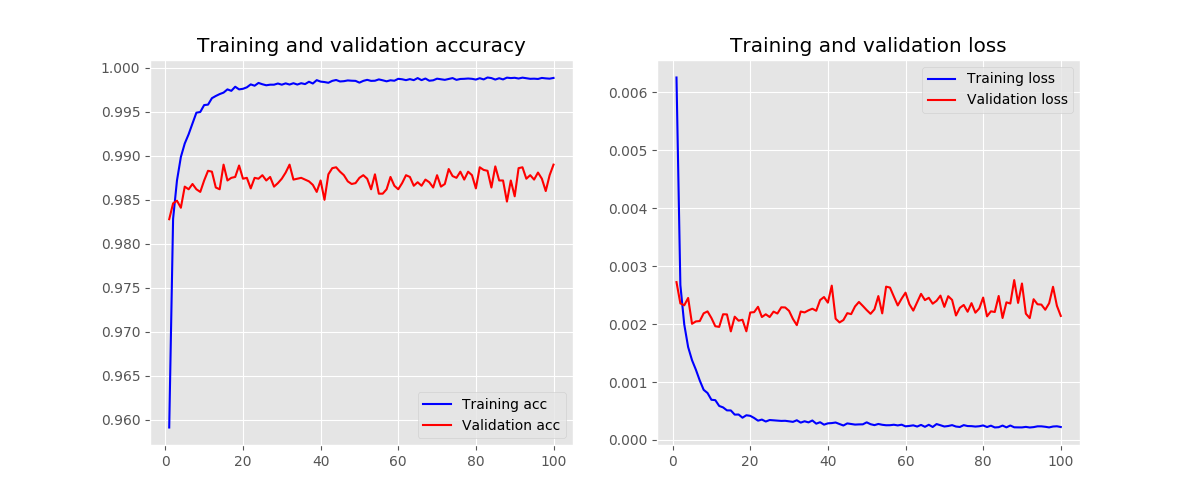 Training and validation accuracy
1.000
0.995
0.990
0.985
0.980
0.975
0.970
0.965
0.960
Training acc
Validation acc
0 20 40 60 80 100
Training and validation loss
Training loss
Validation loss
0.006
0.005
0.004
0.003
0.002
0.001
0.000
0 20 40 60 80 100